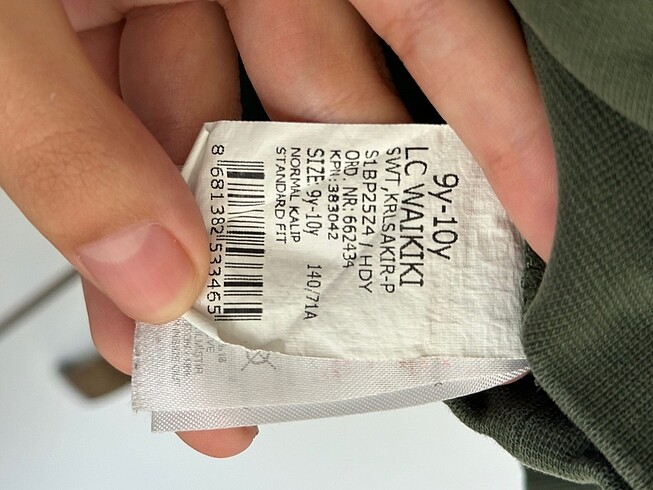 9y-10y
LC WAIKIKI
SWT,KRLSAKIR-P
S1BP25Z4 / HDY
ORD. NR: 662434
KPN:383042
SIZE: 9y-10y 140/71A
NORMAL KALIP
STANDARD FIT
8 681382 533465